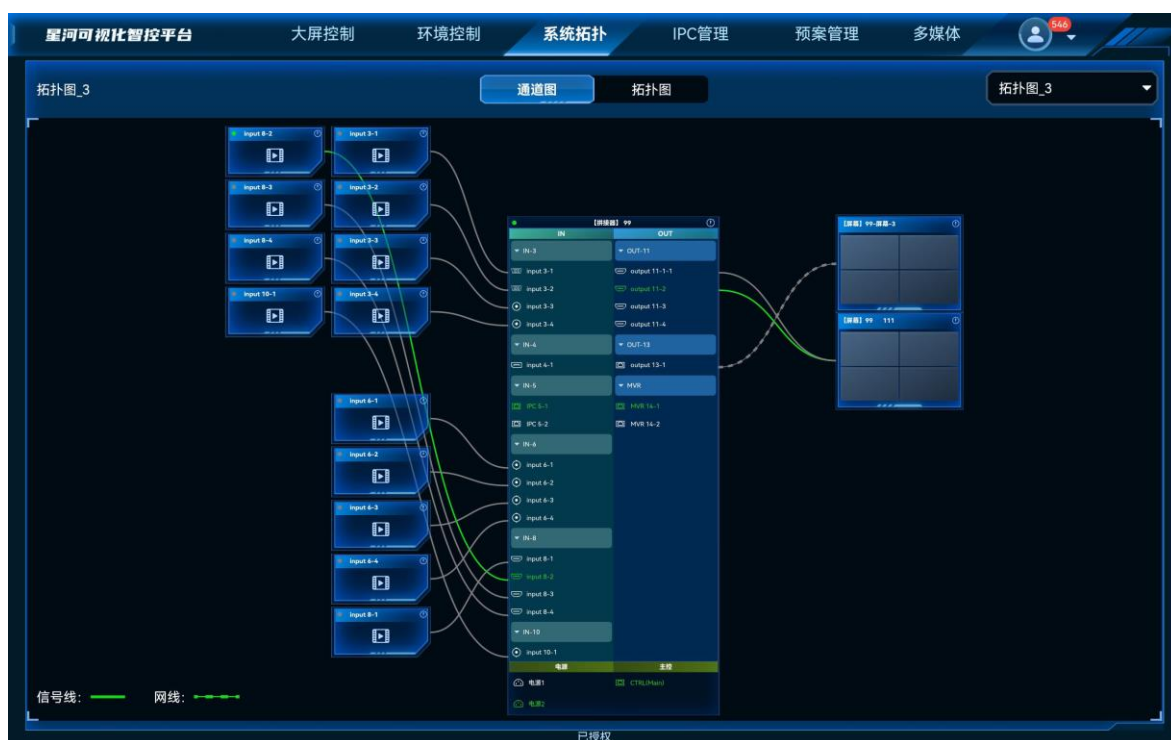 星河可视化智控平台 大屏控制 环境控制 系统拓扑 IPC管理 预案管理 多媒体 546
拓扑图_3 通道图 拓扑图 拓扑图_3
input 8-2 input 3-1
input 8-3 input 3-2
input 8-4 input 3-3
input 10-1 input 3-4
input 6-1
input 6-2
input 6-3
input 6-4
input 8-1
【拼接器】99
IN OUT
IN-3 OUT-11
input 3-1 output 11-1-1
input 3-2 output 11-2
input 3-3 output 11-3
input 3-4 output 11-4
IN-4 OUT-13
input 4-1 output 13-1
IN-5 MVR
IPC 5-1 MVR 14-1
IPC 5-2 MVR 14-2
IN-6
input 6-1
input 6-2
input 6-3
input 6-4
IN-8
input 8-1
input 8-2
input 8-3
input 8-4
IN-10
input 10-1
电源 主控
电源1 CTRL(Main)
电源2
【屏幕】99-屏幕-3
【屏幕】99 111
信号线: 网线:
已授权